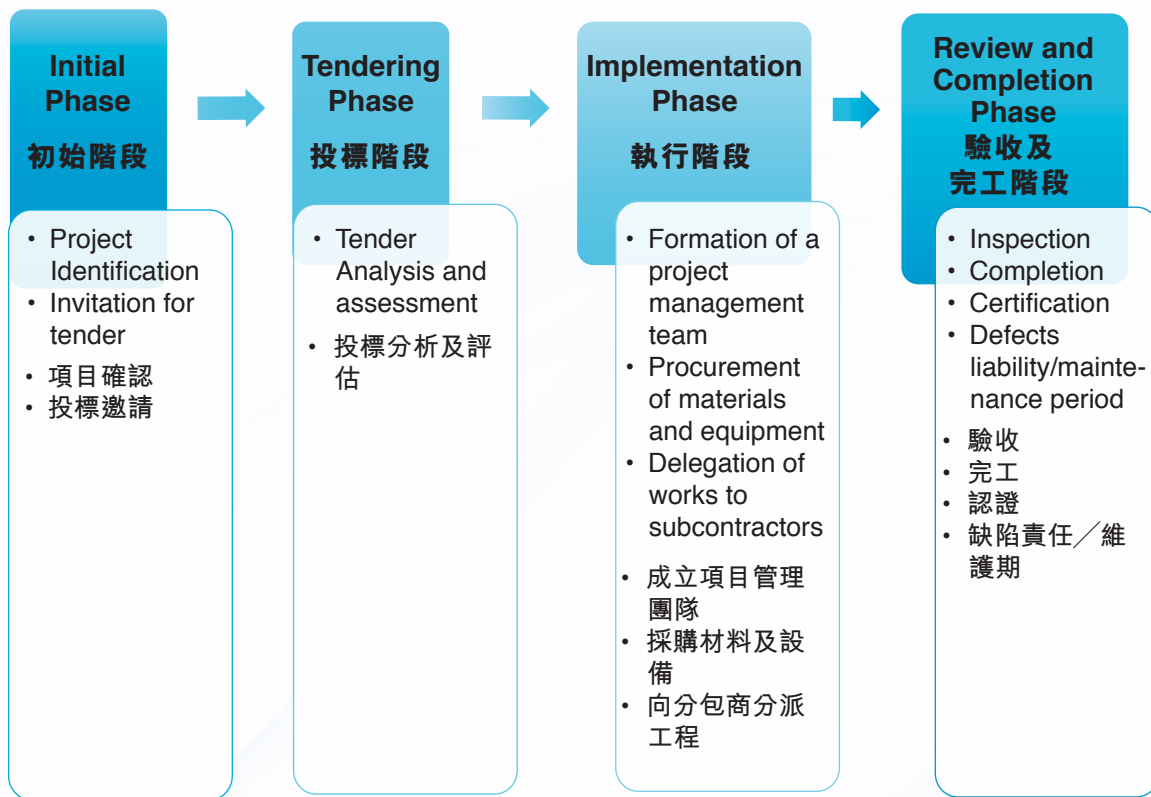 Initial
Phase
初始階段
• Project
Identification
• Invitation for
tender
• 項目確認
• 投標邀請
Tendering
Phase
投標階段
• Tender
Analysis and
assessment
• 投標分析及評
估
Implementation
Phase
執行階段
• Formation of a
project
management
team
• Procurement
of materials
and equipment
• Delegation of
works to
subcontractors
• 成立項目管理
團隊
• 採購材料及設
備
• 向分包商分派
工程
Review and
Completion
Phase
驗收及
完工階段
• Inspection
• Completion
• Certification
• Defects
liability/mainte-
nance period
• 驗收
• 完工
• 認證
• 缺陷責任／維
護期